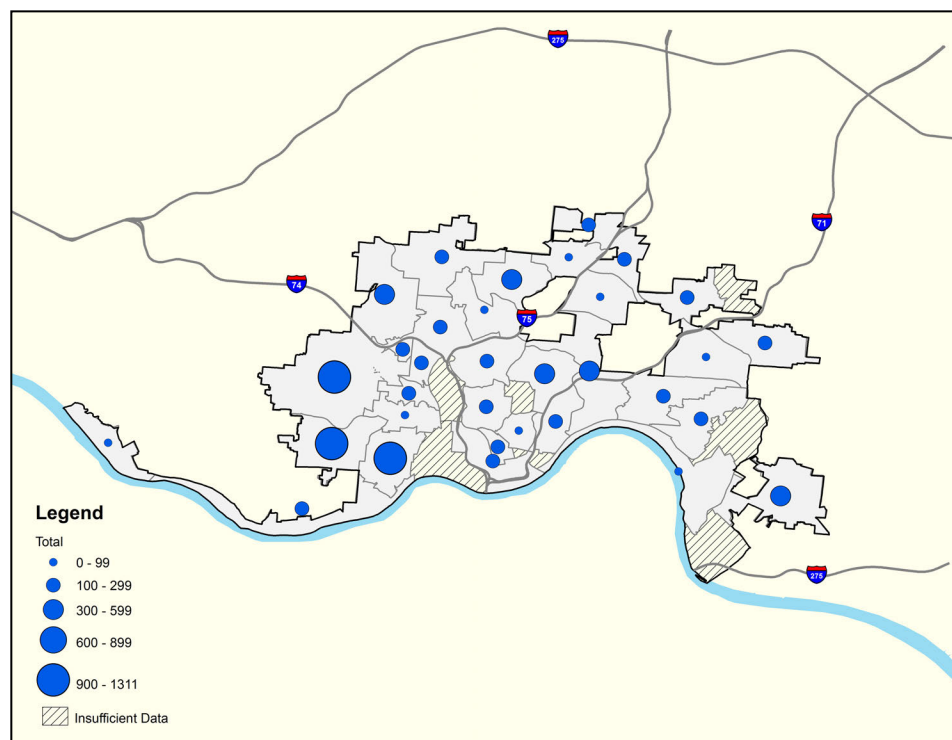 275
71
74
75
Legend
Total
0 - 99
100 - 299
300 - 599
600 - 899
900 - 1311
Insufficient Data
275